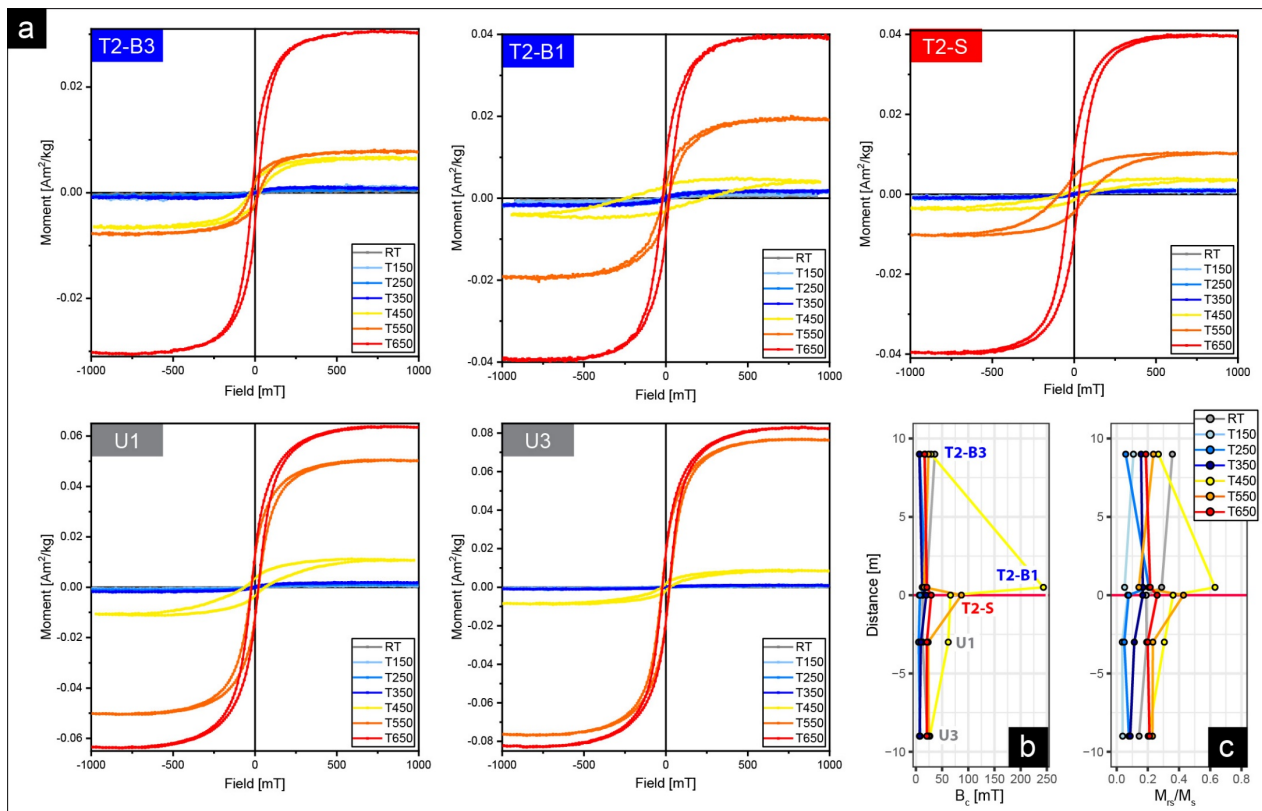 a
T2-B3
T2-B1
T2-S
0.00
-0.02
Moment [Am²/kg]
-1000 -500 0 500 1000
Field [mT]
RT
T150
T250
T350
T450
T550
T650
0.04
0.02
0.00
-0.02
-0.04
Moment [Am²/kg]
-1000 -500 0 500 1000
Field [mT]
RT
T150
T250
T350
T450
T550
T650
0.04
0.02
0.00
-0.02
-0.04
Moment [Am²/kg]
-1000 -500 0 500 1000
Field [mT]
RT
T150
T250
T350
T450
T550
T650
U1
0.06
0.04
0.02
0.00
-0.02
-0.04
-0.06
Moment [Am²/kg]
-1000 -500 0 500 1000
Field [mT]
RT
T150
T250
T350
T450
T550
T650
U3
0.08
0.06
0.04
0.02
0.00
-0.02
-0.04
-0.06
-0.08
Moment [Am²/kg]
-1000 -500 0 500 1000
Field [mT]
RT
T150
T250
T350
T450
T550
T650
10
5
0
−5
−10
Distance [m]
T2-B3
T2-B1
T2-S
U1
U3
b
0 50 100 150 200 250
Bc [mT]
RT
T150
T250
T350
T450
T550
T650
10
5
0
−5
−10
c
0.0 0.2 0.4 0.6 0.8
Mrs/Ms